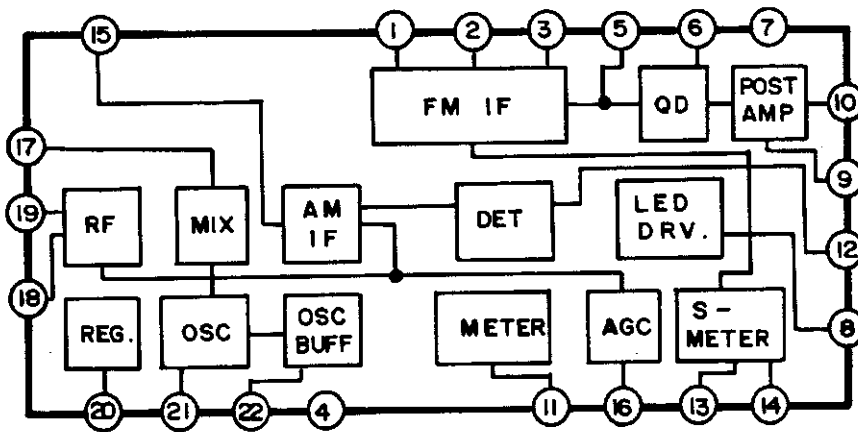 15 1 2 3 5 6 7
FM IF QD POST
AMP 10
17
9
19 RF MIX AM
IF DET LED
DRV. 12
18
REG. OSC OSC
BUFF METER AGC S-
METER 8
20 21 22 4 11 16 13 14